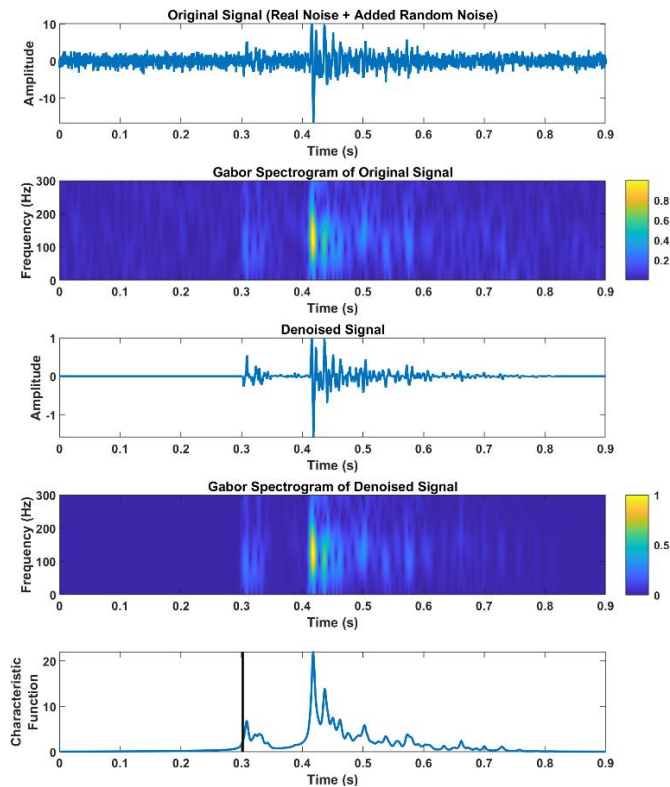 Original Signal (Real Noise + Added Random Noise)
10
0
-10
Amplitude
0 0.1 0.2 0.3 0.4 0.5 0.6 0.7 0.8 0.9
Time (s)
Gabor Spectrogram of Original Signal
300
200
100
0
Frequency (Hz)
0 0.1 0.2 0.3 0.4 0.5 0.6 0.7 0.8 0.9
Time (s)
0.8
0.6
0.4
0.2
Denoised Signal
1
0
-1
Amplitude
0 0.1 0.2 0.3 0.4 0.5 0.6 0.7 0.8 0.9
Time (s)
Gabor Spectrogram of Denoised Signal
300
200
100
0
Frequency (Hz)
0 0.1 0.2 0.3 0.4 0.5 0.6 0.7 0.8 0.9
Time (s)
1
0.5
0
20
10
0
Characteristic
Function
0 0.1 0.2 0.3 0.4 0.5 0.6 0.7 0.8 0.9
Time (s)